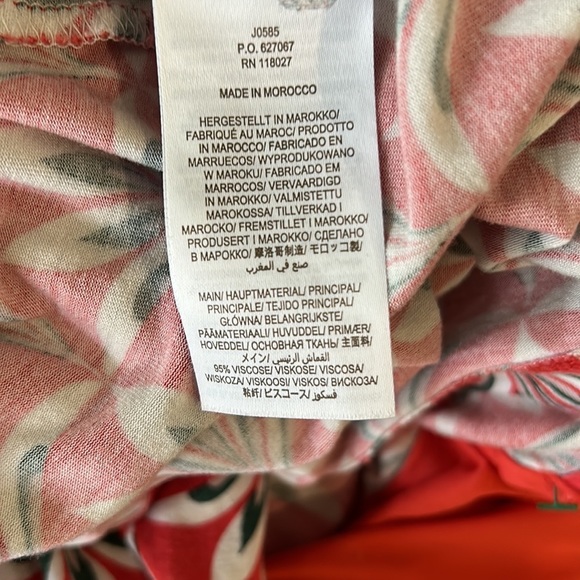 J0585
P.O. 627067
RN 118027
MADE IN MOROCCO
HERGESTELLT IN MAROKKO/
FABRIQUÉ AU MAROC/ PRODOTTO
IN MAROCCO/ FABRICADO EN
MARRUECOS/ WYPRODUKOWANO
W MAROKU/ FABRICADO EM
MARROCOS/ VERVAARDIGD
IN MAROKKO/ VALMISTETTU
MAROKOSSA/ TILLVERKAD I
MAROCKO/ FREMSTILLET I MAROKKO/
PRODUSERT I MAROKKO/ СДЕЛАНО
В МАРОККО/ 摩洛哥制造/ モロッコ製/
صنع في المغرب
MAIN/ HAUPTMATERIAL/ PRINCIPAL/
PRINCIPALE/ TEJIDO PRINCIPAL/
GŁÓWNA/ BELANGRIJKSTE/
PÄÄMATERIAALI/ HUVUDDEL/ PRIMÆR/
HOVEDDEL/ ОСНОВНАЯ ТКАНЬ/ 主面料/
メイン/ القماش الرئيسي/
95% VISCOSE/ VISKOSE/ VISCOSA/
WISKOZA/ VISKOOSI/ VISKOS/ ВИСКОЗА/
粘纤/ ビスコース/ فسكوز/